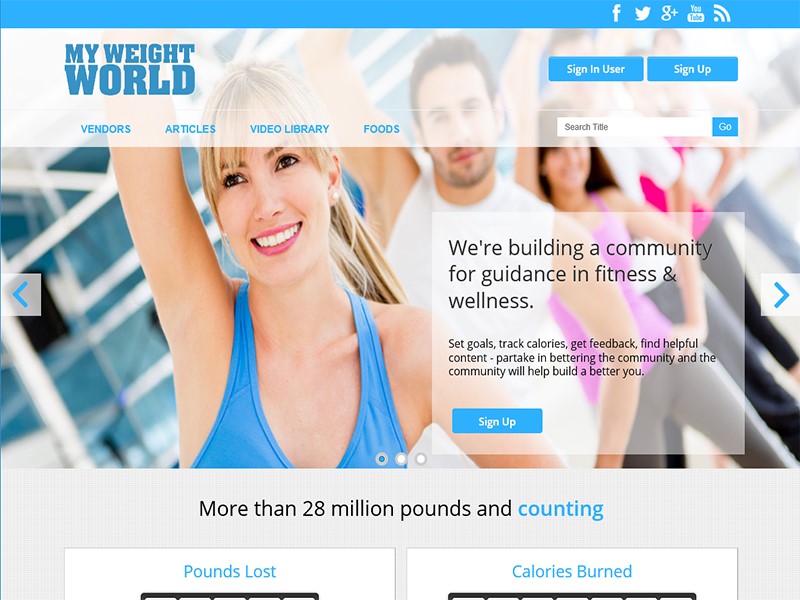 g+
You
Tube
MY WEIGHT
WORLD
Sign In User
Sign Up
VENDORS
ARTICLES
VIDEO LIBRARY
FOODS
Search Title
Go
We're building a community
for guidance in fitness &
wellness.
Set goals, track calories, get feedback, find helpful
content - partake in bettering the community and the
community will help build a better you.
Sign Up
More than 28 million pounds and counting
Pounds Lost
Calories Burned